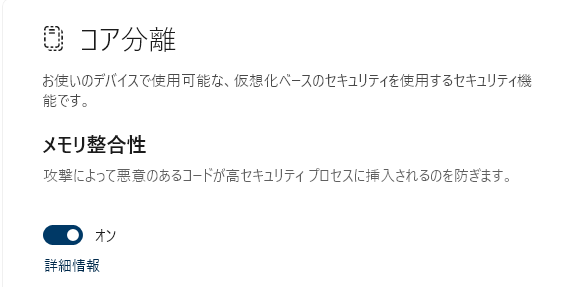 コア分離
お使いのデバイスで使用可能な、仮想化ベースのセキュリティを使用するセキュリティ機
能です。
メモリ整合性
攻撃によって悪意のあるコードが高セキュリティ プロセスに挿入されるのを防ぎます。
オン
詳細情報